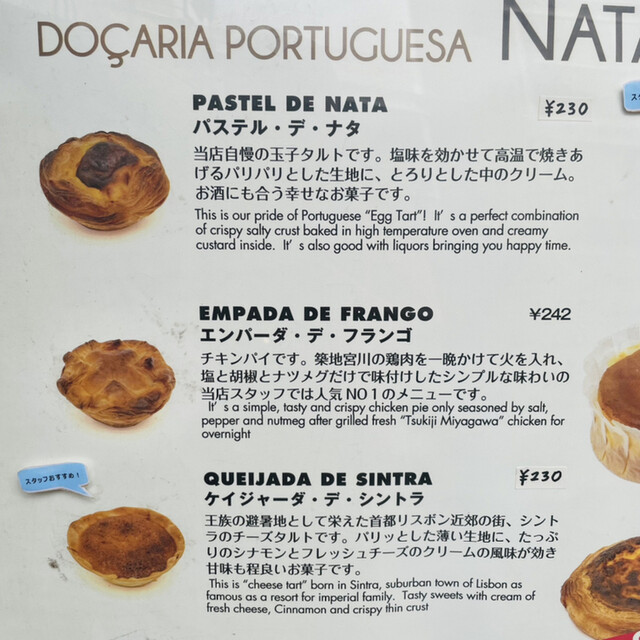 DOÇARIA PORTUGUESA NATA
PASTEL DE NATA ¥230
パステル・デ・ナタ
当店自慢の玉子タルトです。塩味を効かせて高温で焼きあ
げるパリパリとした生地に、とろりとした中のクリーム。
お酒にも合う幸せなお菓子です。
This is our pride of Portuguese “Egg Tart”! It’s a perfect combination
of crispy salty crust baked in high temperature oven and creamy
custard inside. It’s also good with liquors bringing you happy time.
EMPADA DE FRANGO ¥242
エンパーダ・デ・フランゴ
チキンパイです。築地宮川の鶏肉を一晩かけて火を入れ、
塩と胡椒とナツメグだけで味付けしたシンプルな味わいの
当店スタッフでは人気NO1のメニューです。
It’s a simple, tasty and crispy chicken pie only seasoned by salt,
pepper and nutmeg after grilled fresh “Tsukiji Miyagawa” chicken for
overnight
スタッフおすすめ！
QUEIJADA DE SINTRA ¥230
ケイジャーダ・デ・シントラ
王族の避暑地として栄えた首都リスボン近郊の街、シント
ラのチーズタルトです。パリッとした薄い生地に、たっぷ
りのシナモンとフレッシュチーズのクリームの風味が効き
甘味も程良いお菓子です。
This is “cheese tart” born in Sintra, suburban town of Lisbon as
famous as a resort for imperial family. Tasty sweets with cream of
fresh cheese, Cinnamon and crispy thin crust